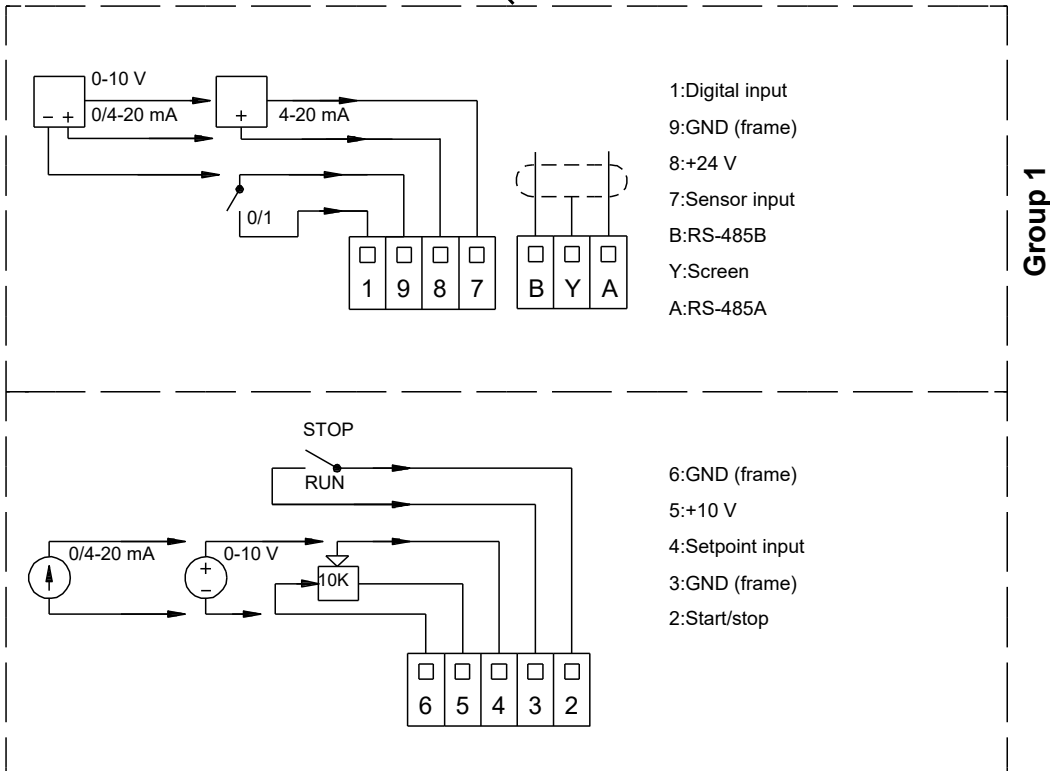 0-10 V
0/4-20 mA
- +
+
4-20 mA
0/1
1 9 8 7
B Y A
1:Digital input
9:GND (frame)
8:+24 V
7:Sensor input
B:RS-485B
Y:Screen
A:RS-485A
Group 1
STOP
RUN
0/4-20 mA
0-10 V
+
-
10K
6 5 4 3 2
6:GND (frame)
5:+10 V
4:Setpoint input
3:GND (frame)
2:Start/stop